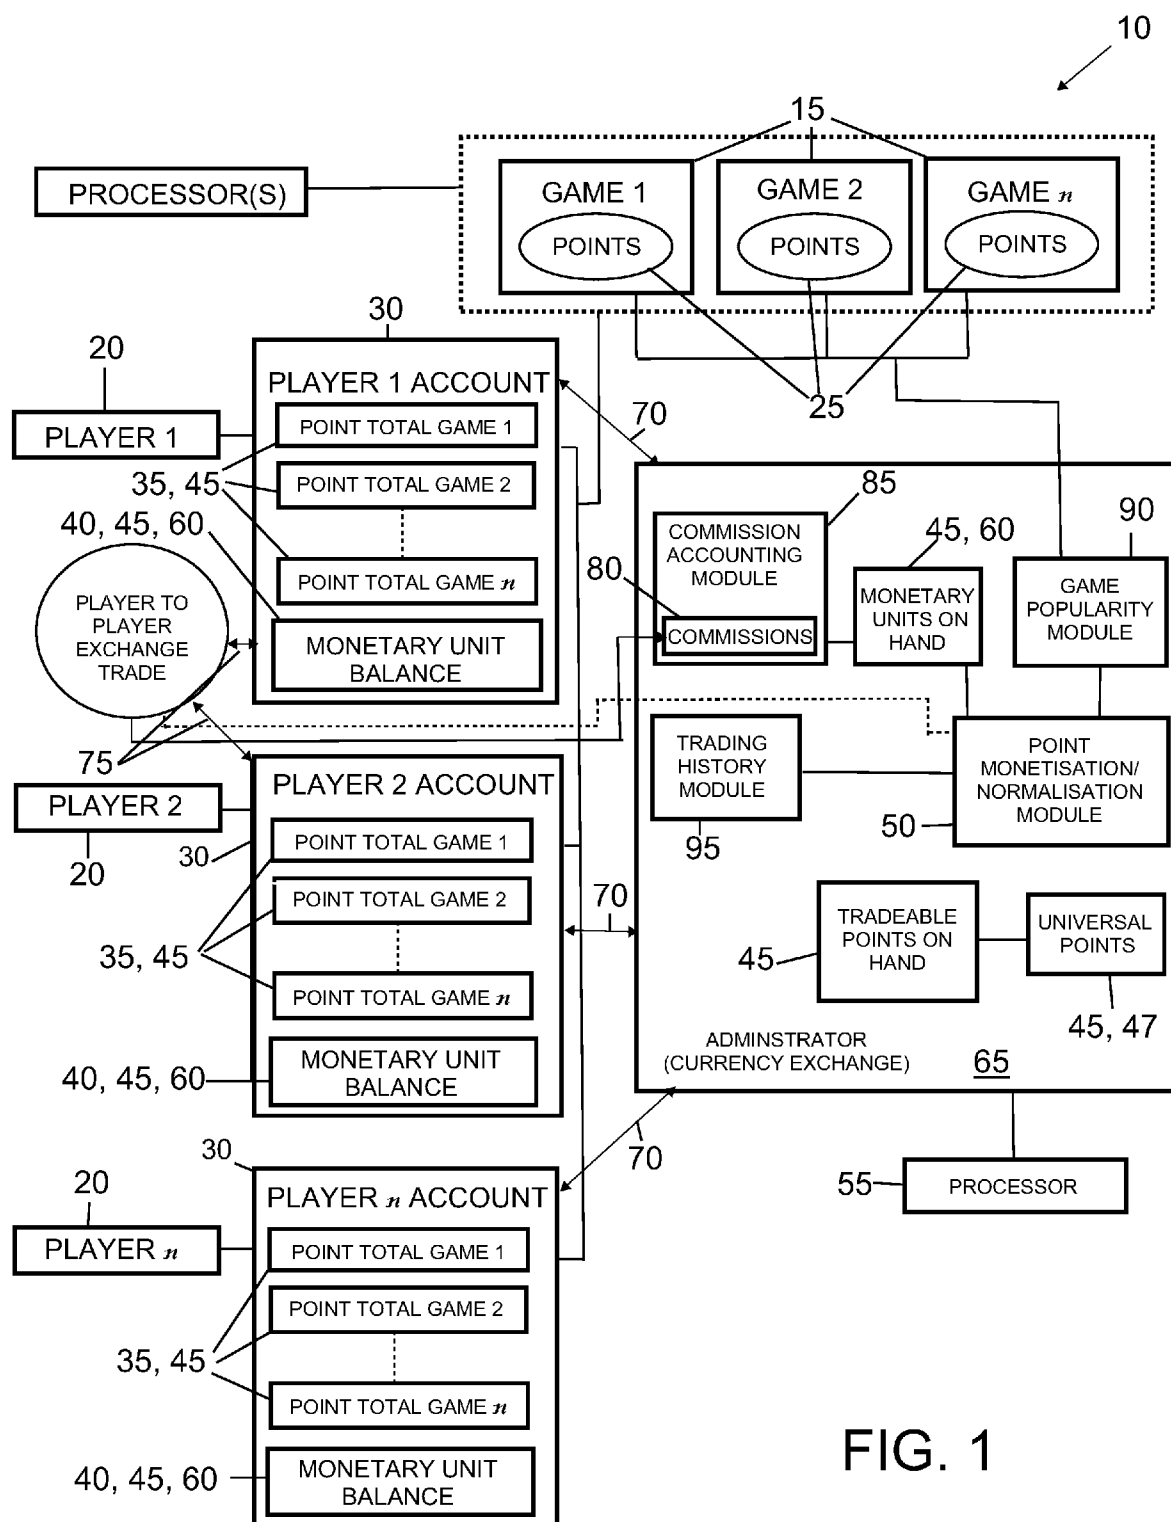 10
15
PROCESSOR(S)
GAME 1
POINTS
GAME 2
POINTS
GAME n
POINTS
25
30
20
PLAYER 1
PLAYER 1 ACCOUNT
POINT TOTAL GAME 1
POINT TOTAL GAME 2
POINT TOTAL GAME n
MONETARY UNIT
BALANCE
35, 45
40, 45, 60
70
PLAYER TO
PLAYER
EXCHANGE
TRADE
75
85
COMMISSION
ACCOUNTING
MODULE
80
COMMISSIONS
45, 60
MONETARY
UNITS ON
HAND
90
GAME
POPULARITY
MODULE
TRADING
HISTORY
MODULE
95
POINT
MONETISATION/
NORMALISATION
MODULE
50
PLAYER 2
20
30
PLAYER 2 ACCOUNT
POINT TOTAL GAME 1
POINT TOTAL GAME 2
POINT TOTAL GAME n
MONETARY UNIT
BALANCE
35, 45
40, 45, 60
70
TRADEABLE
POINTS ON
HAND
45
UNIVERSAL
POINTS
45, 47
ADMINSTRATOR
(CURRENCY EXCHANGE)
65
70
55
PROCESSOR
30
20
PLAYER n
PLAYER n ACCOUNT
POINT TOTAL GAME 1
POINT TOTAL GAME 2
POINT TOTAL GAME n
MONETARY UNIT
BALANCE
35, 45
40, 45, 60
FIG. 1